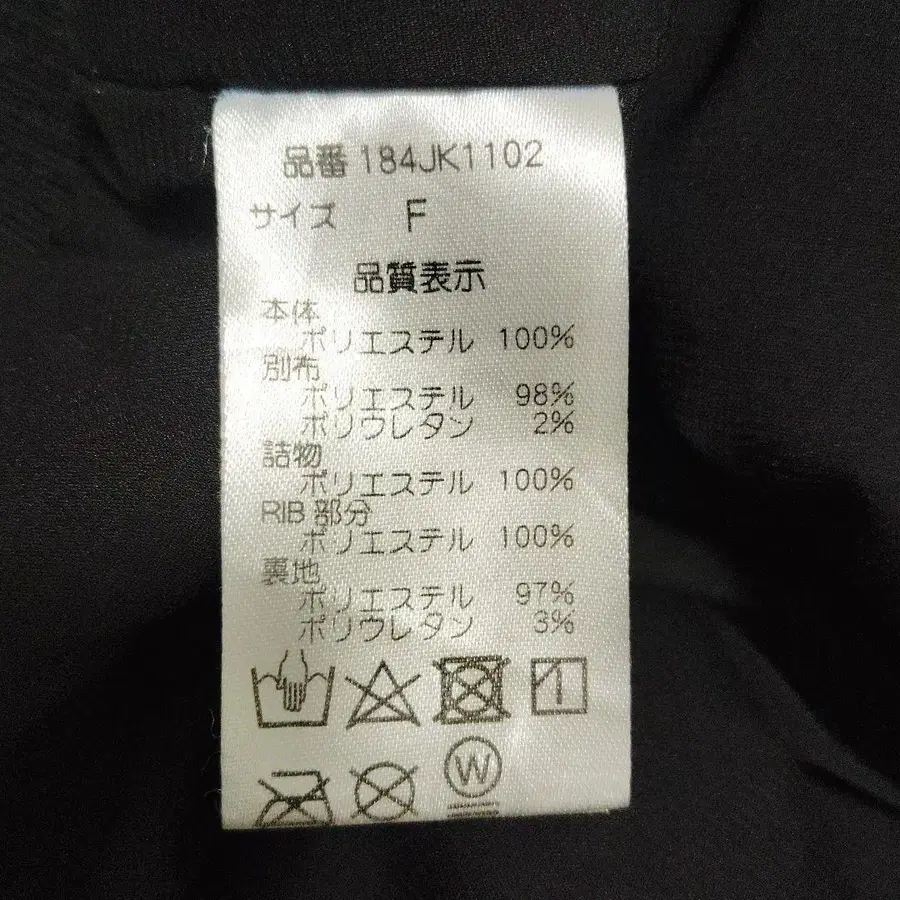 品番 184JK1102
サイズ F
品質表示
本体
ポリエステル 100%
別布
ポリエステル 98%
ポリウレタン 2%
詰物
ポリエステル 100%
RIB 部分
ポリエステル 100%
裏地
ポリエステル 97%
ポリウレタン 3%
W